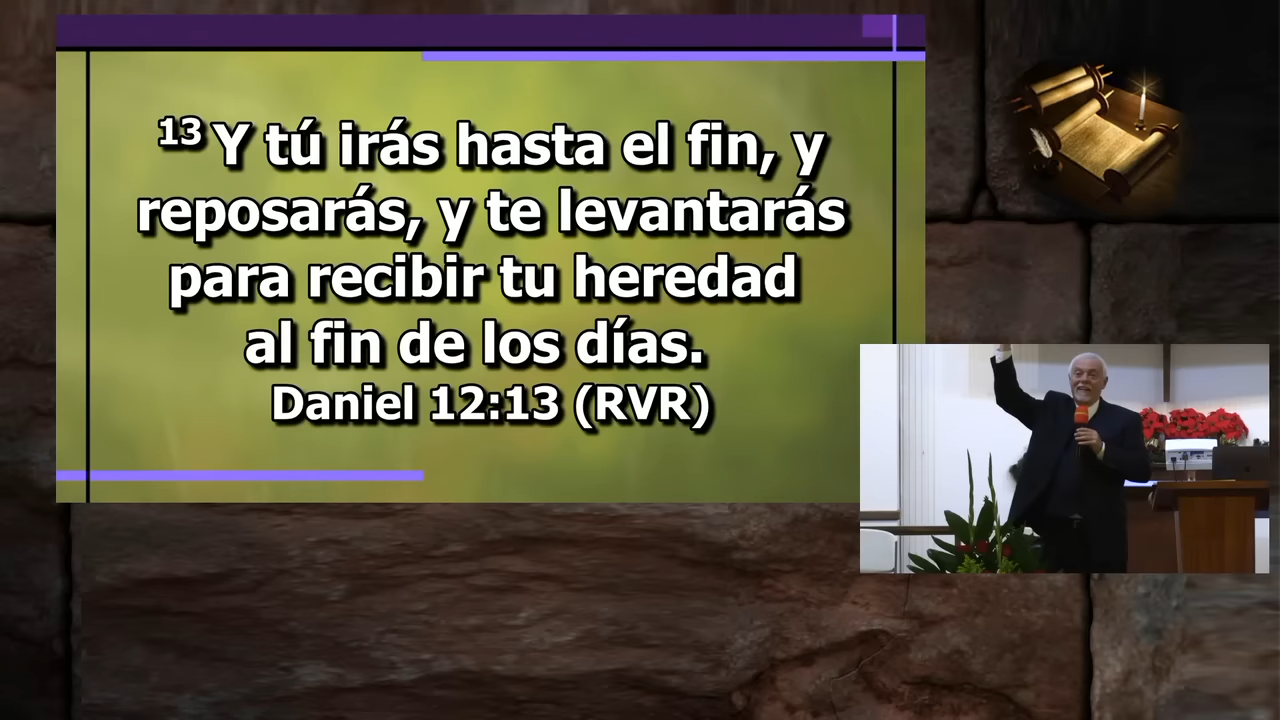 13 Y tú irás hasta el fin, y
reposarás, y te levantarás
para recibir tu heredad
al fin de los días.
Daniel 12:13 (RVR)